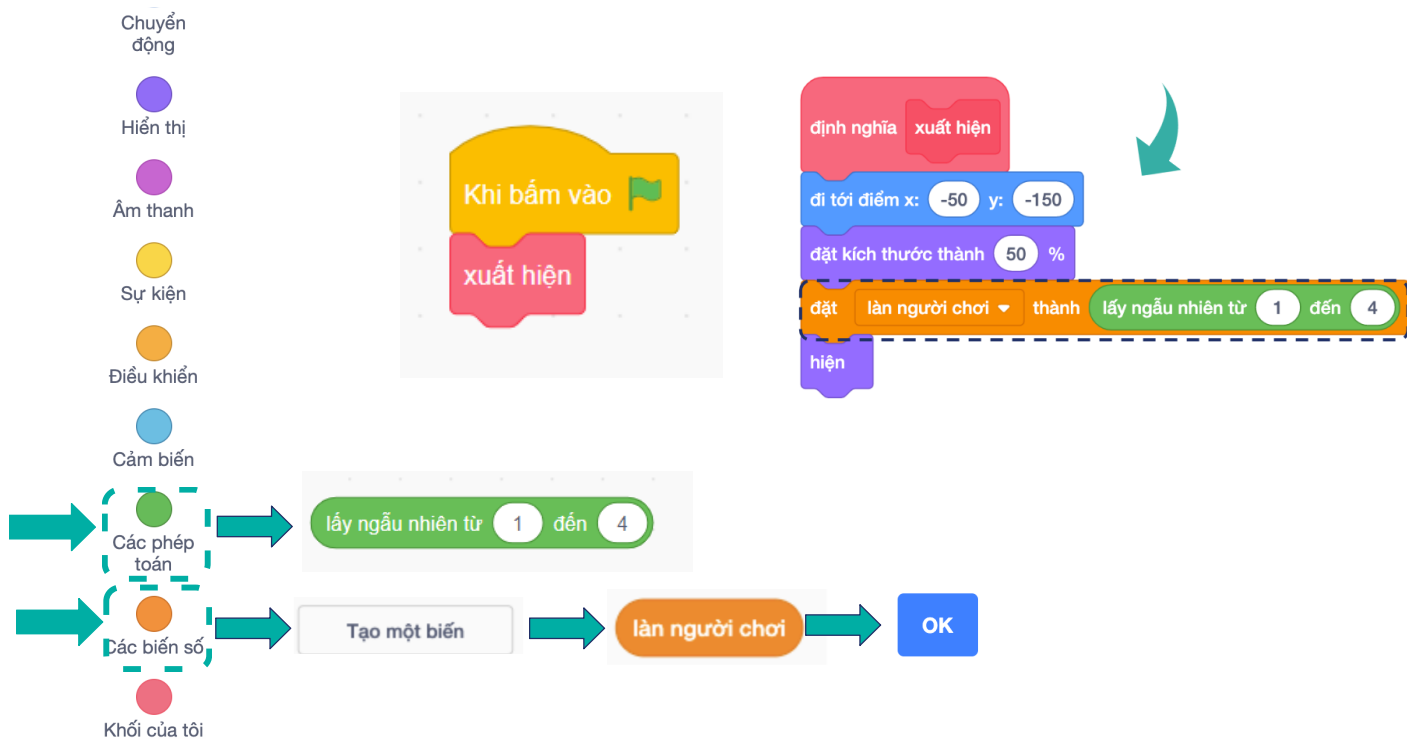 Chuyển
động
Hiển thị
Âm thanh
Sự kiện
Điều khiển
Cảm biến
Các phép
toán
Các biến số
Khối của tôi
Khi bấm vào
xuất hiện
định nghĩa xuất hiện
đi tới điểm x: -50 y: -150
đặt kích thước thành 50 %
đặt làn người chơi thành lấy ngẫu nhiên từ 1 đến 4
hiện
lấy ngẫu nhiên từ 1 đến 4
Tạo một biến
làn người chơi
OK